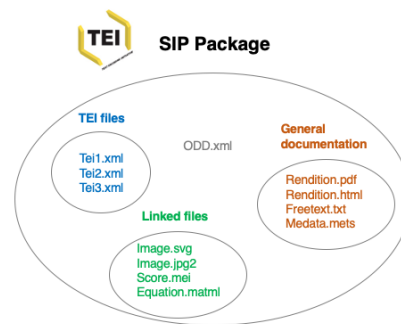 TEI
SIP Package
TEI files
Tei1.xml
Tei2.xml
Tei3.xml
ODD.xml
General
documentation
Rendition.pdf
Rendition.html
Freetext.txt
Medata.mets
Linked files
Image.svg
Image.jpg2
Score.mei
Equation.matml